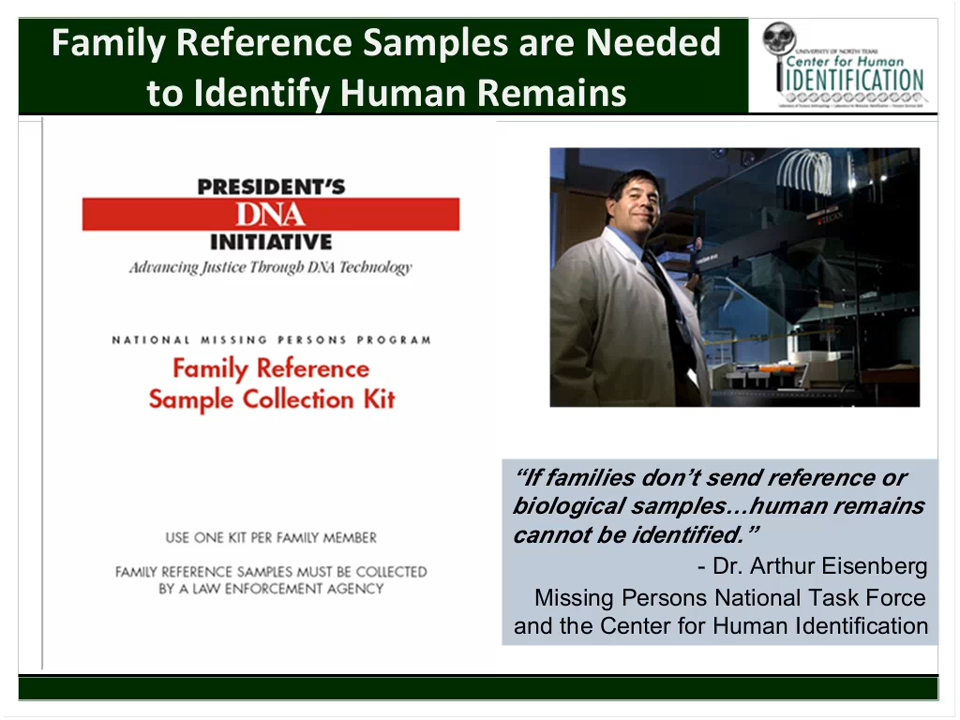 Family Reference Samples are Needed
to Identify Human Remains
UNIVERSITY OF NORTH TEXAS
Center for Human
IDENTIFICATION
PRESIDENT'S
DNA
INITIATIVE
Advancing Justice Through DNA Technology
NATIONAL MISSING PERSONS PROGRAM
Family Reference
Sample Collection Kit
USE ONE KIT PER FAMILY MEMBER
FAMILY REFERENCE SAMPLES MUST BE COLLECTED
BY A LAW ENFORCEMENT AGENCY
TECAN
“If families don’t send reference or
biological samples…human remains
cannot be identified.”
- Dr. Arthur Eisenberg
Missing Persons National Task Force
and the Center for Human Identification